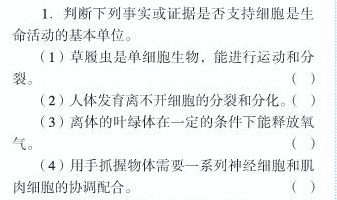 1. 判断下列事实或证据是否支持细胞是生
命活动的基本单位。
(1)草履虫是单细胞生物，能进行运动和分
裂。 ( )
(2)人体发育离不开细胞的分裂和分化。( )
(3)离体的叶绿体在一定的条件下能释放氧
气。 ( )
(4)用手抓握物体需要一系列神经细胞和肌
肉细胞的协调配合。 ( )